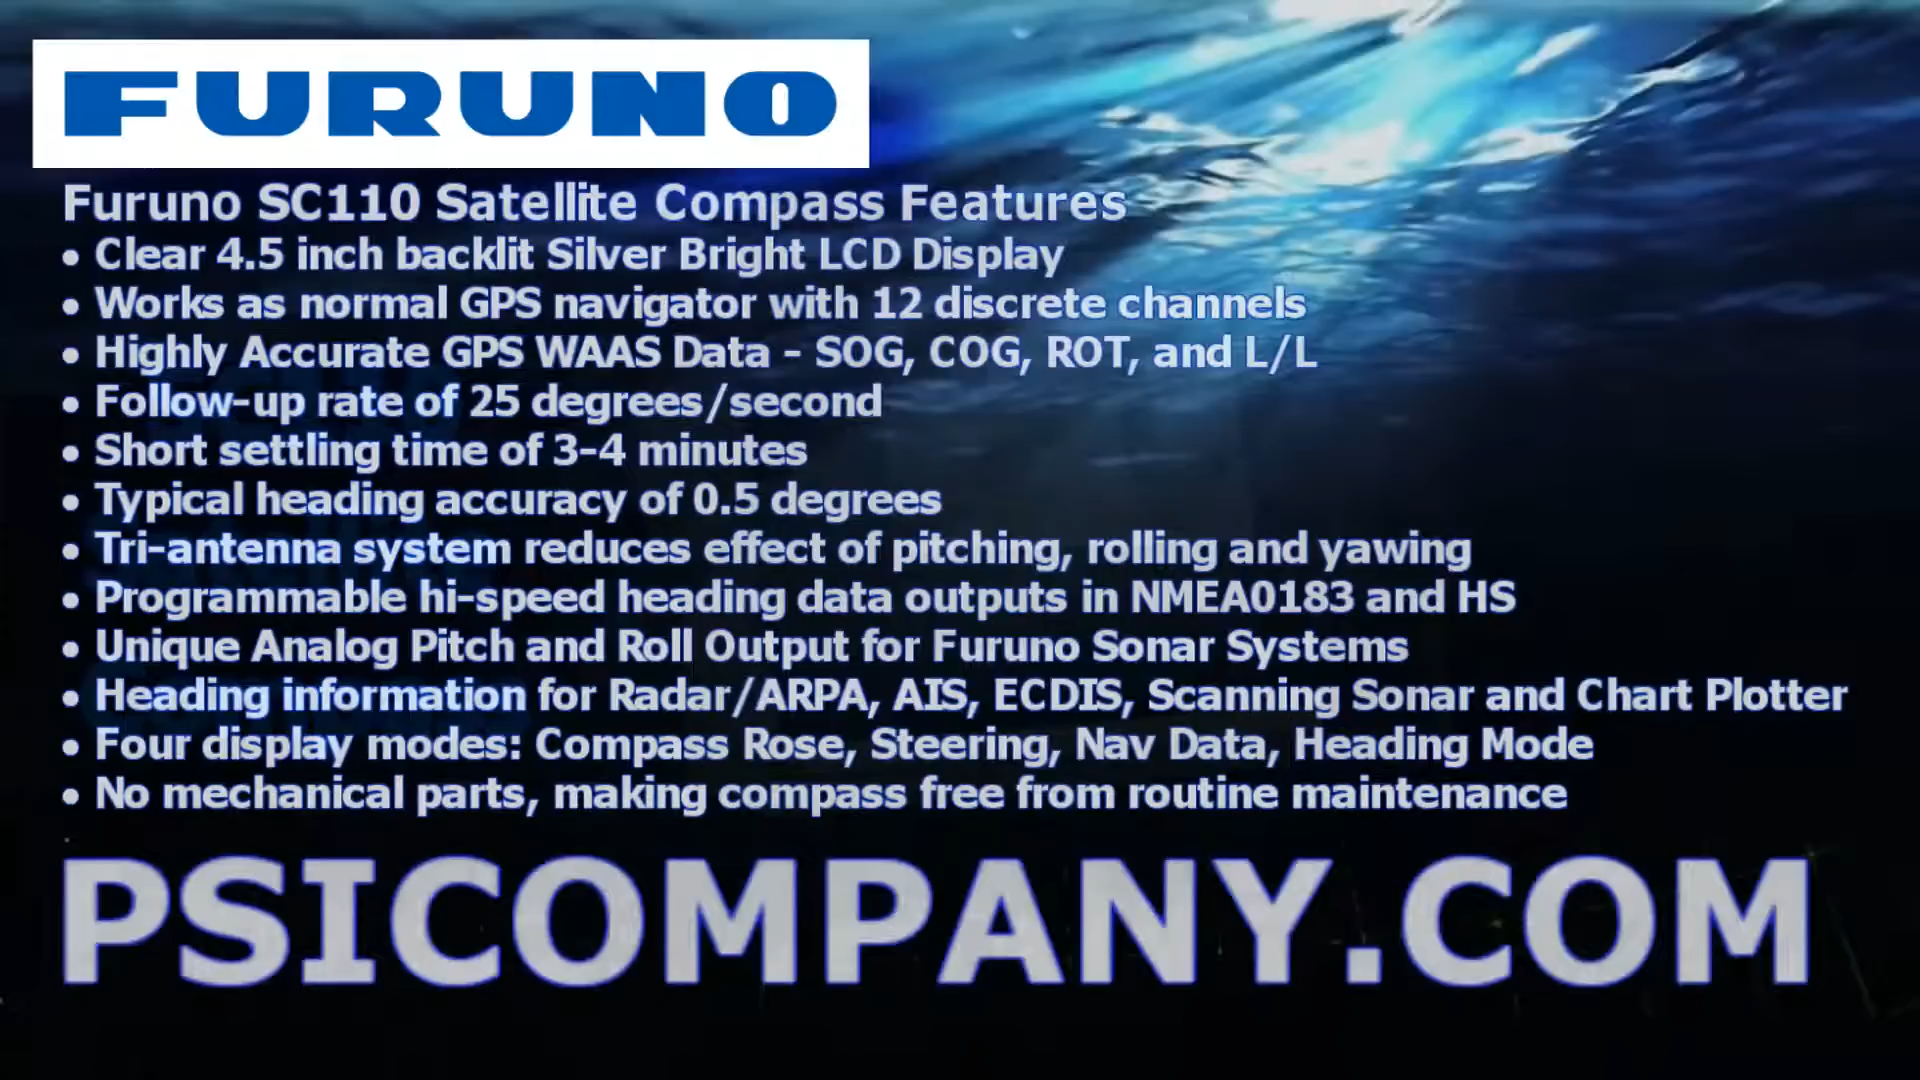 FURUNO
Furuno SC110 Satellite Compass Features
• Clear 4.5 inch backlit Silver Bright LCD Display
• Works as normal GPS navigator with 12 discrete channels
• Highly Accurate GPS WAAS Data - SOG, COG, ROT, and L/L
• Follow-up rate of 25 degrees/second
• Short settling time of 3-4 minutes
• Typical heading accuracy of 0.5 degrees
• Tri-antenna system reduces effect of pitching, rolling and yawing
• Programmable hi-speed heading data outputs in NMEA0183 and HS
• Unique Analog Pitch and Roll Output for Furuno Sonar Systems
• Heading information for Radar/ARPA, AIS, ECDIS, Scanning Sonar and Chart Plotter
• Four display modes: Compass Rose, Steering, Nav Data, Heading Mode
• No mechanical parts, making compass free from routine maintenance
PSICOMPANY.COM